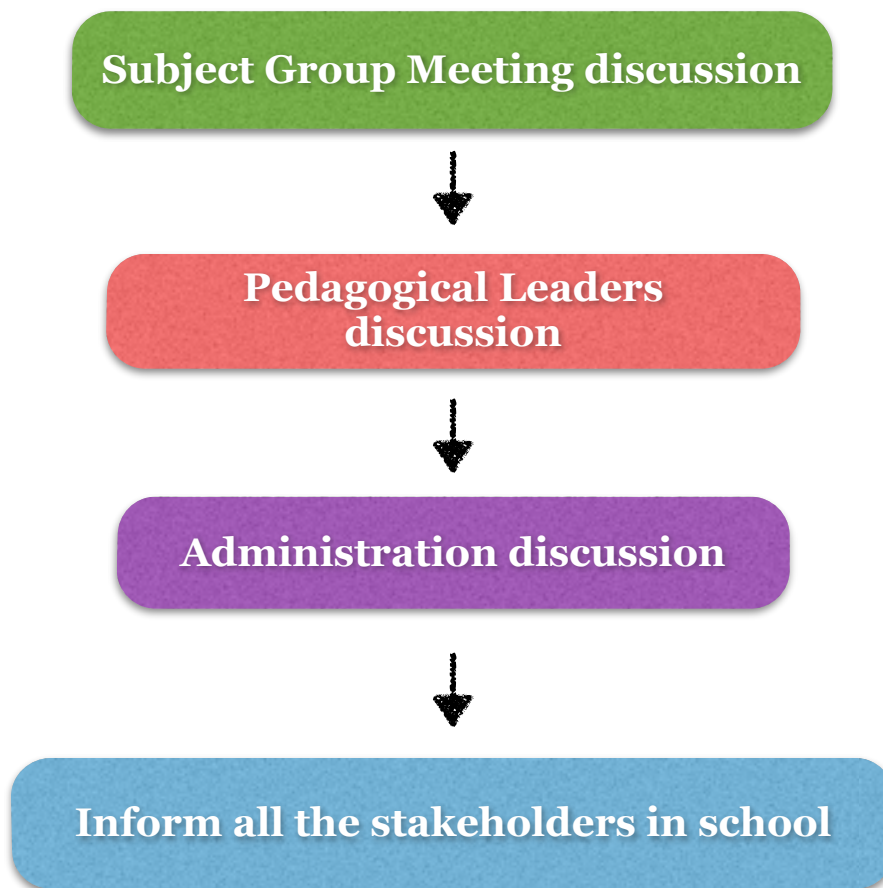 Subject Group Meeting discussion
Pedagogical Leaders
discussion
Administration discussion
Inform all the stakeholders in school